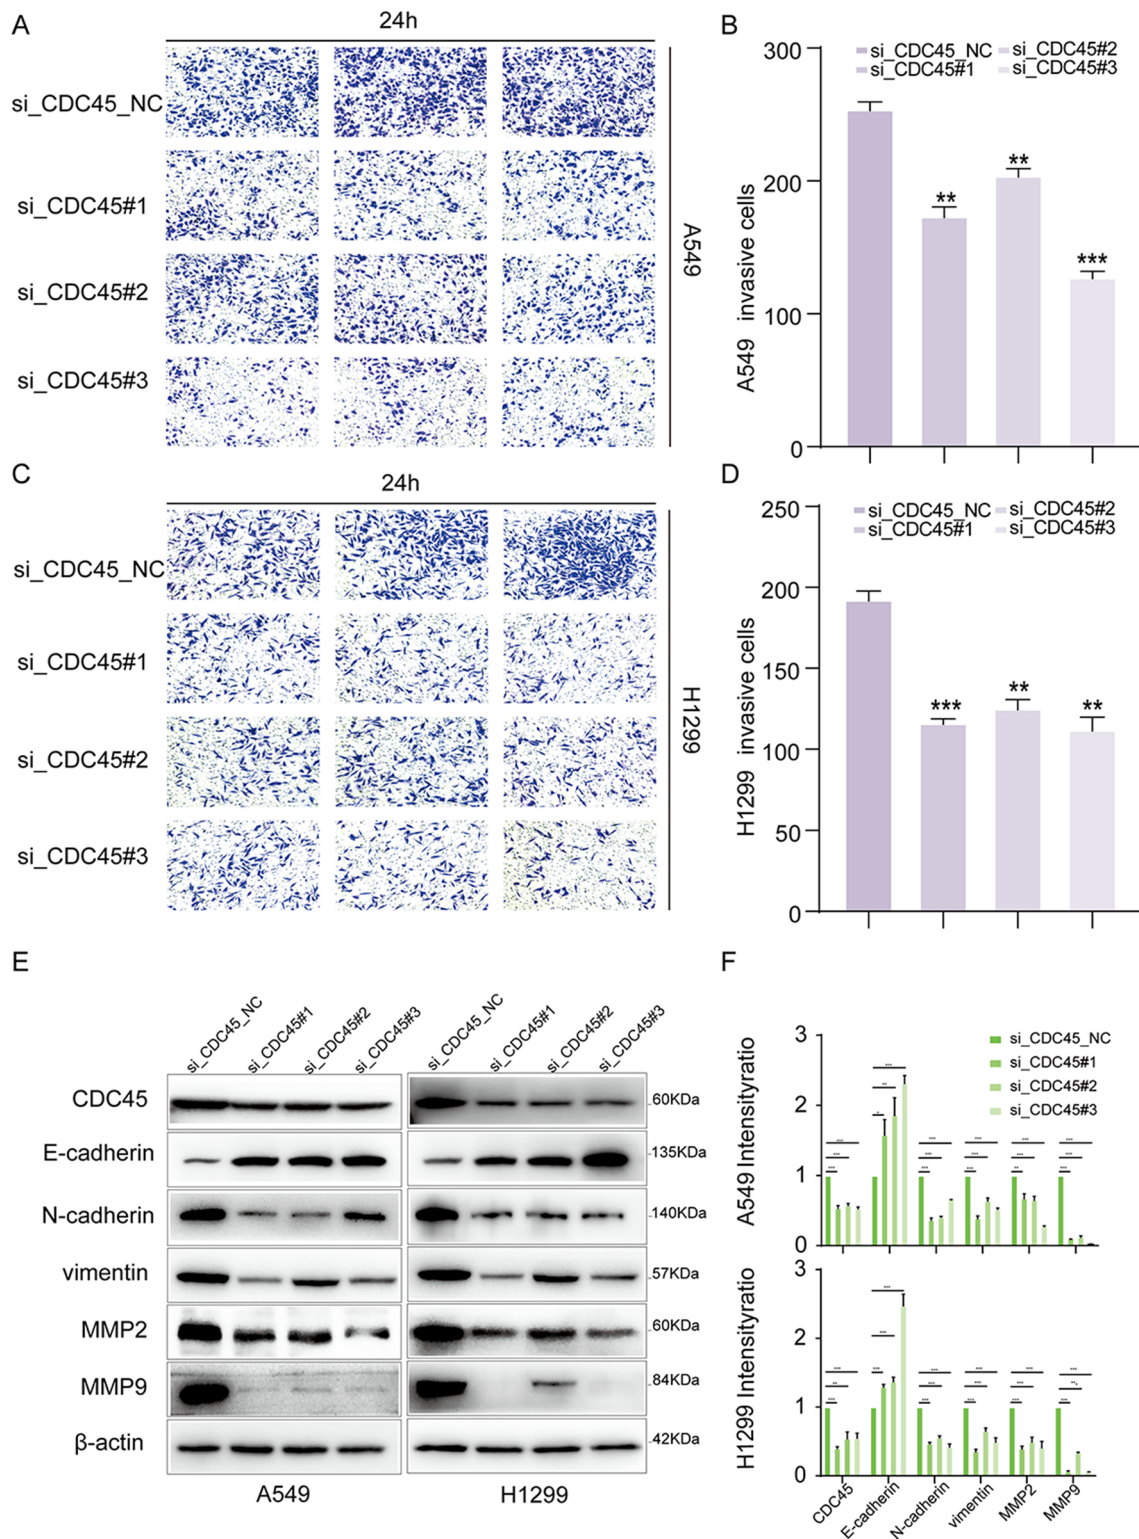 A
24h
si_CDC45_NC
si_CDC45#1
si_CDC45#2
si_CDC45#3
A549
B
300
200
100
0
A549 invasive cells
si_CDC45_NC
si_CDC45#2
si_CDC45#1
si_CDC45#3
**
**
***
C
24h
si_CDC45_NC
si_CDC45#1
si_CDC45#2
si_CDC45#3
H1299
D
250
200
150
100
50
0
H1299 invasive cells
si_CDC45_NC
si_CDC45#2
si_CDC45#1
si_CDC45#3
***
**
**
E
si_CDC45_NC
si_CDC45#1
si_CDC45#2
si_CDC45#3
si_CDC45_NC
si_CDC45#1
si_CDC45#2
si_CDC45#3
CDC45
60KDa
E-cadherin
135KDa
N-cadherin
140KDa
vimentin
57KDa
MMP2
60KDa
MMP9
84KDa
β-actin
42KDa
A549
H1299
F
si_CDC45_NC
si_CDC45#1
si_CDC45#2
si_CDC45#3
3
2
1
0
A549 Intensityratio
3
2
1
0
H1299 Intensityratio
CDC45
E-cadherin
N-cadherin
vimentin
MMP2
MMP9